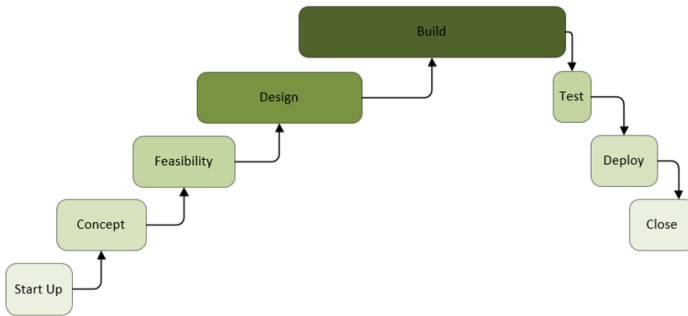 Start Up
Concept
Feasibility
Design
Build
Test
Deploy
Close